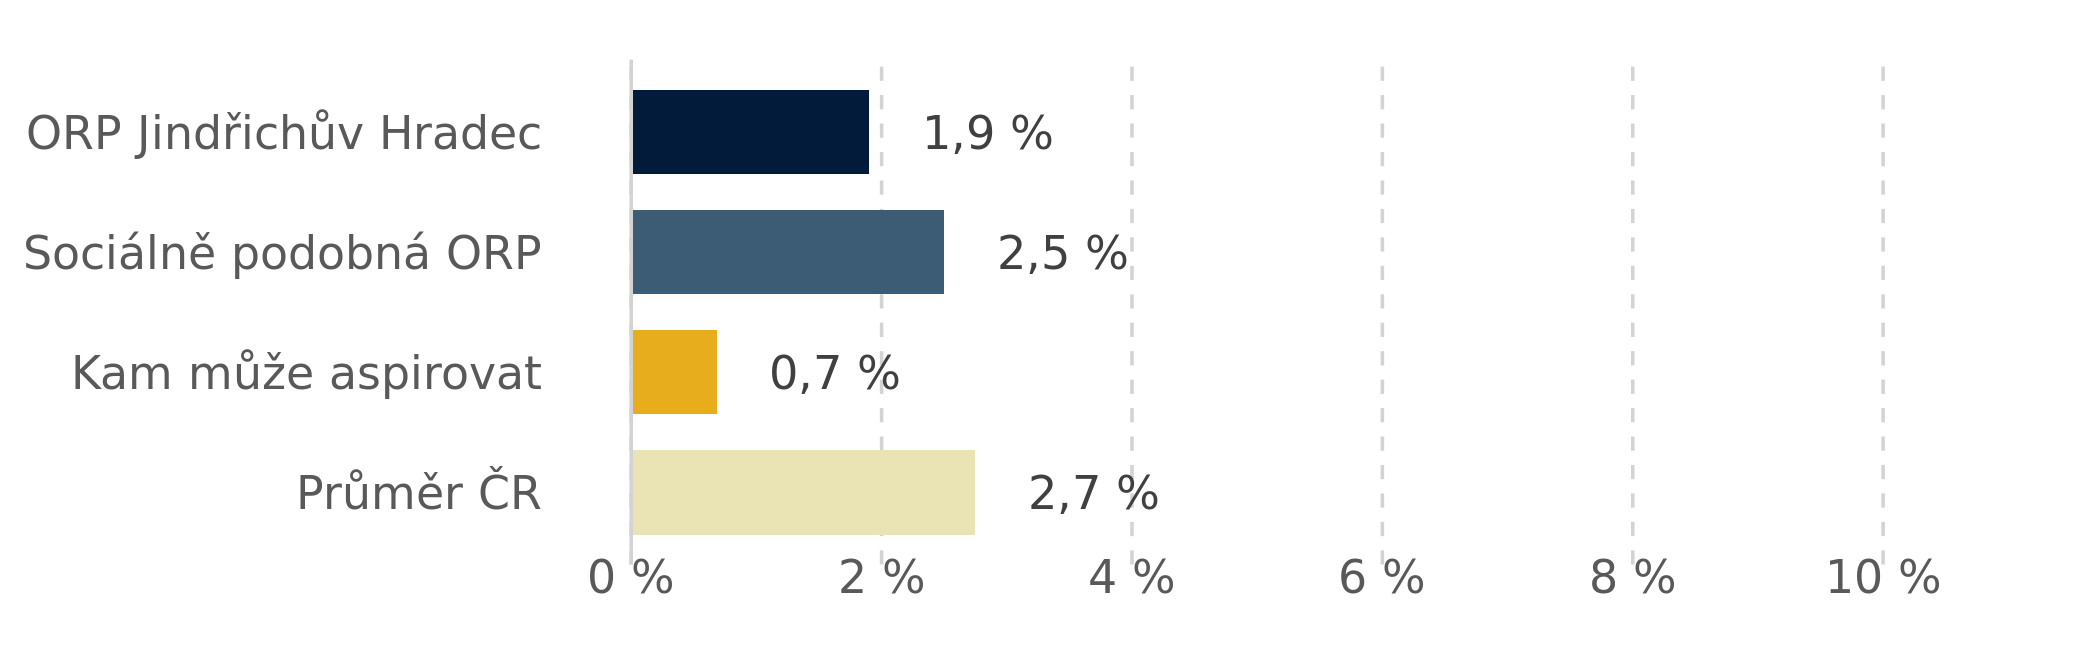 ORP Jindřichův Hradec 1,9 %
Sociálně podobná ORP 2,5 %
Kam může aspirovat 0,7 %
Průměr ČR 2,7 %
0 % 2 % 4 % 6 % 8 % 10 %